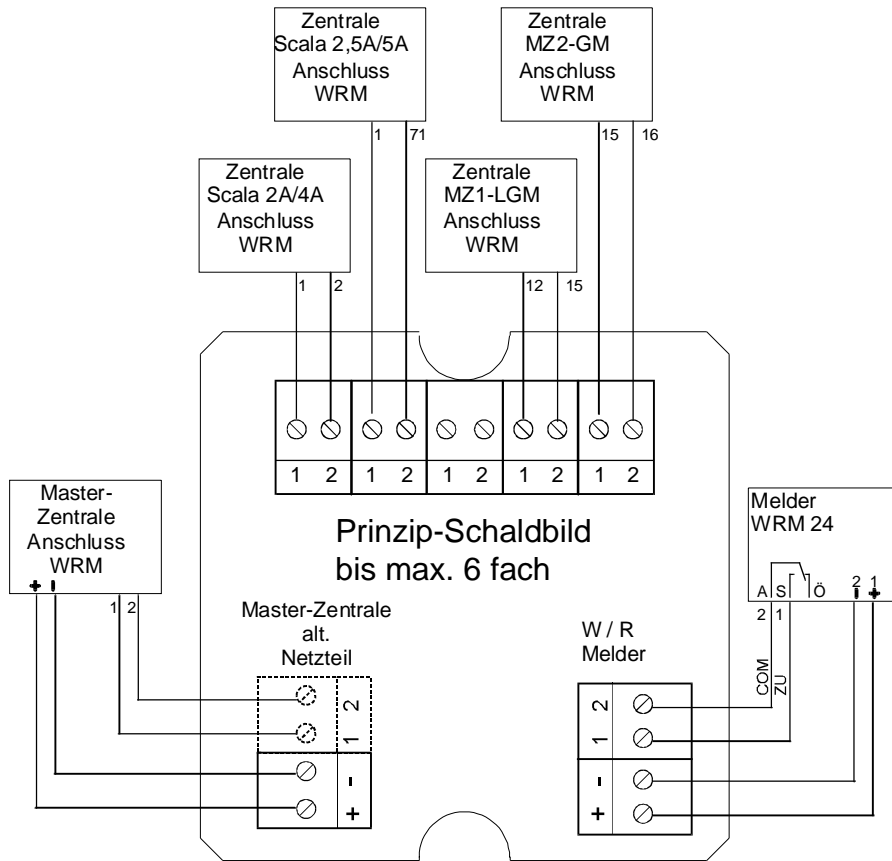 Zentrale
Scala 2,5A/5A
Anschluss
WRM
1 71
Zentrale
MZ2-GM
Anschluss
WRM
15 16
Zentrale
Scala 2A/4A
Anschluss
WRM
1 2
Zentrale
MZ1-LGM
Anschluss
WRM
12 15
1 2 1 2 1 2 1 2 1 2
Prinzip-Schaldbild
bis max. 6 fach
Master-
Zentrale
Anschluss
WRM
+ -
1 2
Master-Zentrale
alt.
Netzteil
2
1
-
+
W / R
Melder
2
1
-
+
Melder
WRM 24
A S Ö
2 1
2 1
- +
COM
ZU